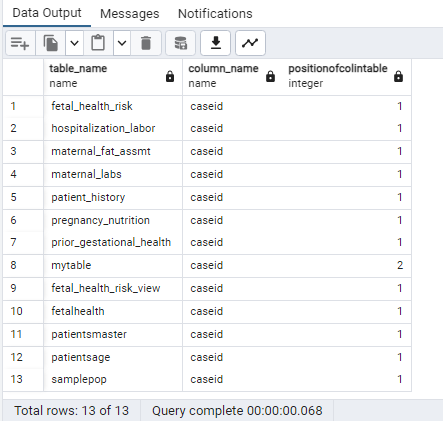 Data Output Messages Notifications
table_name column_name positionofcolintable
name name integer
1 fetal_health_risk caseid 1
2 hospitalization_labor caseid 1
3 maternal_fat_assmt caseid 1
4 maternal_labs caseid 1
5 patient_history caseid 1
6 pregnancy_nutrition caseid 1
7 prior_gestational_health caseid 1
8 mytable caseid 2
9 fetal_health_risk_view caseid 1
10 fetalhealth caseid 1
11 patientsmaster caseid 1
12 patientsage caseid 1
13 samplepop caseid 1
Total rows: 13 of 13 Query complete 00:00:00.068